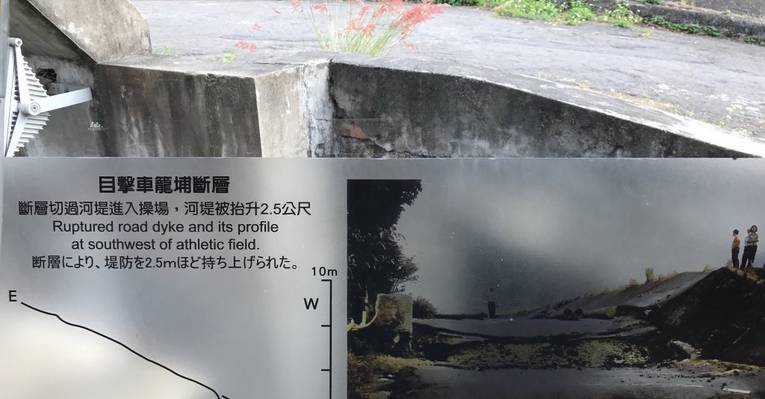 目擊車籠埔斷層
斷層切過河堤進入操場，河堤被抬升2.5公尺
Ruptured road dyke and its profile
at southwest of athletic field.
断層により、堤防を2.5mほど持ち上げられた。
10m
E
W